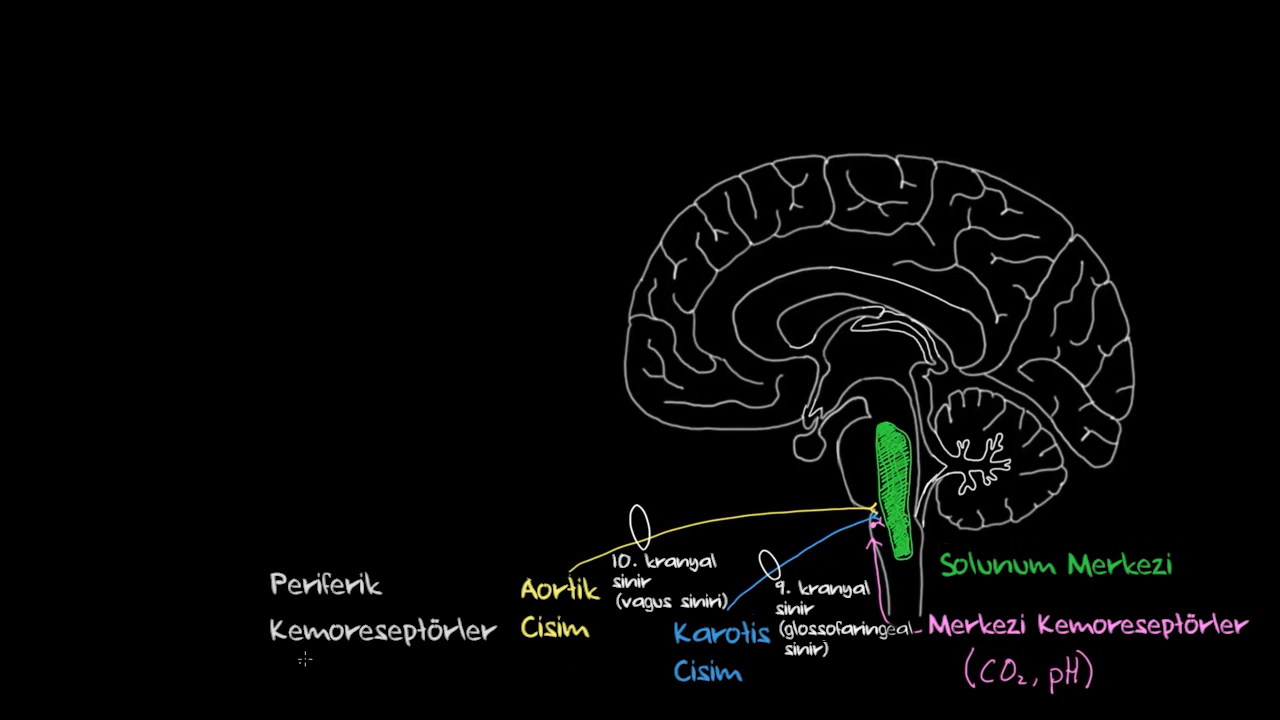 Periferik
Kemoreseptörler
Aortik
Cisim
10. kranyal
sinir
(vagus siniri)
Karotis
Cisim
9. kranyal
sinir
(glossofaringeal
sinir)
Solunum Merkezi
Merkezi Kemoreseptörler
(CO₂, pH)